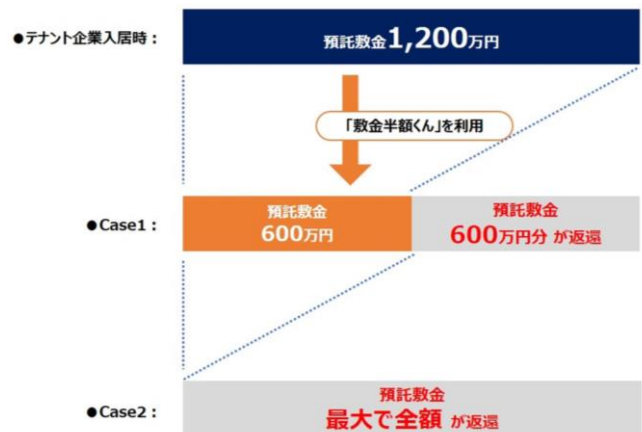 ●テナント企業入居時：
預託敷金1,200万円
「敷金半額くん」を利用
●Case1：
預託敷金
600万円
預託敷金
600万円分 が返還
●Case2：
預託敷金
最大で全額 が返還